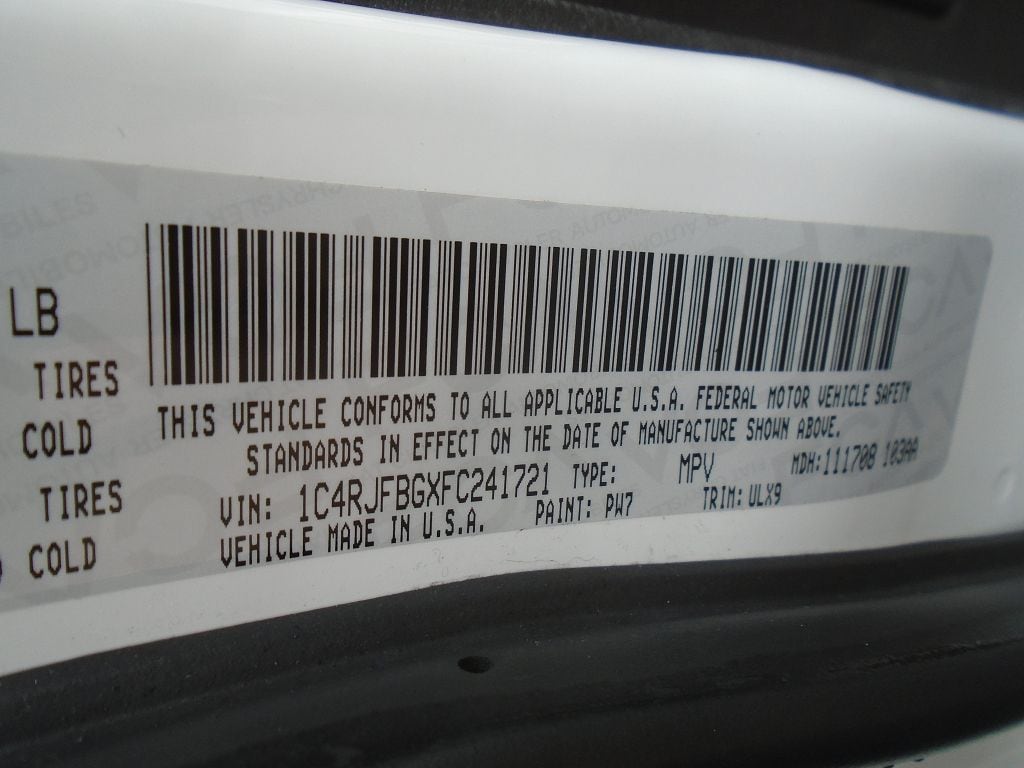 LB
TIRES
COLD
TIRES
COLD
THIS VEHICLE CONFORMS TO ALL APPLICABLE U.S.A. FEDERAL MOTOR VEHICLE SAFETY
STANDARDS IN EFFECT ON THE DATE OF MANUFACTURE SHOWN ABOVE.
VIN: 1C4RJFBGXFC241721 TYPE: MPV MDH:111708 103AA
VEHICLE MADE IN U.S.A. PAINT: PW7 TRIM: ULX9